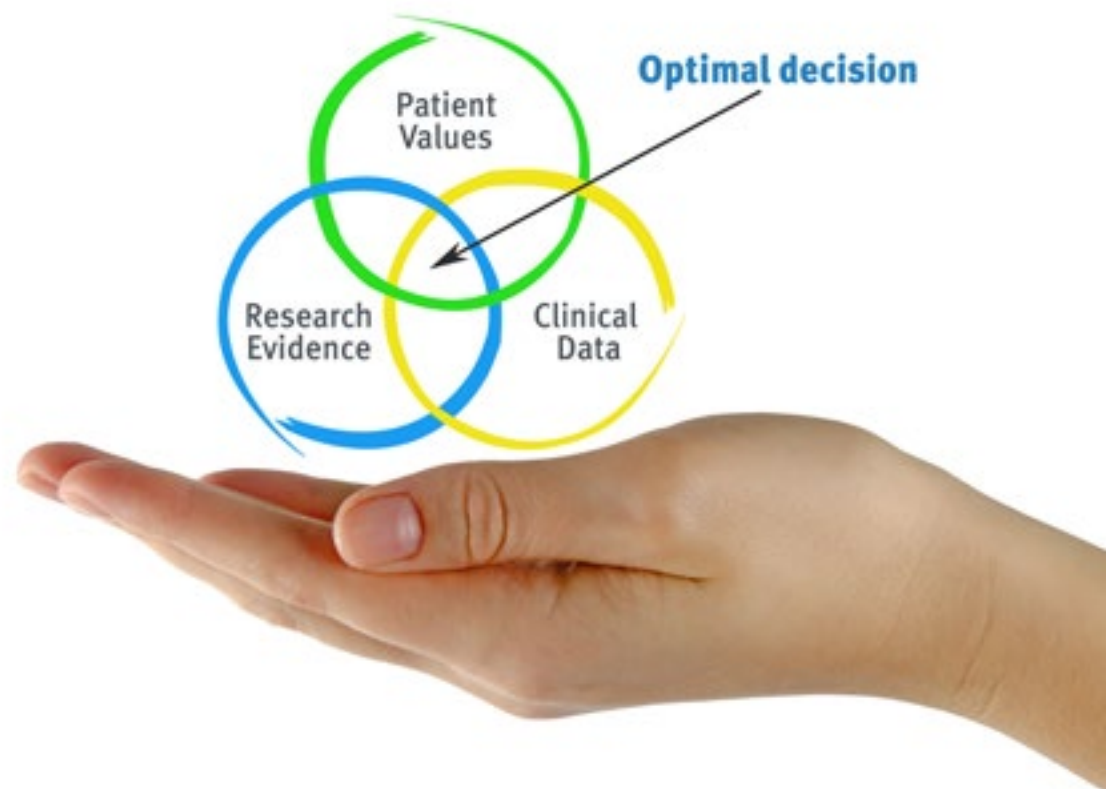 Optimal decision
Patient
Values
Research
Evidence
Clinical
Data